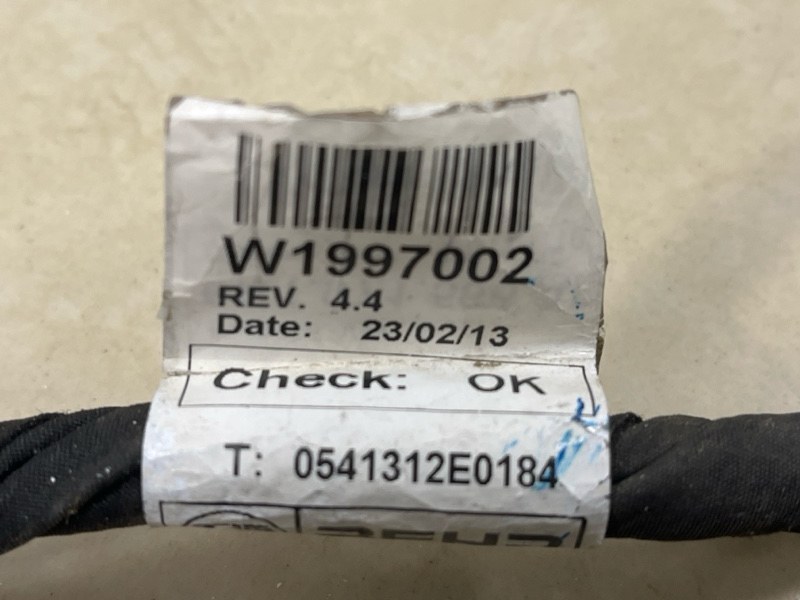 W1997002
REV. 4.4
Date: 23/02/13
Check: OK
T: 0541312E0184